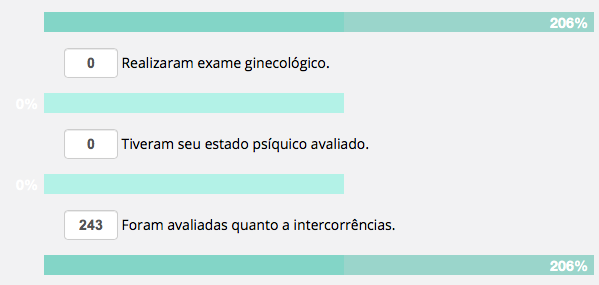 206%
0 Realizaram exame ginecológico.
0%
0 Tiveram seu estado psíquico avaliado.
0%
243 Foram avaliadas quanto a intercorrências.
206%